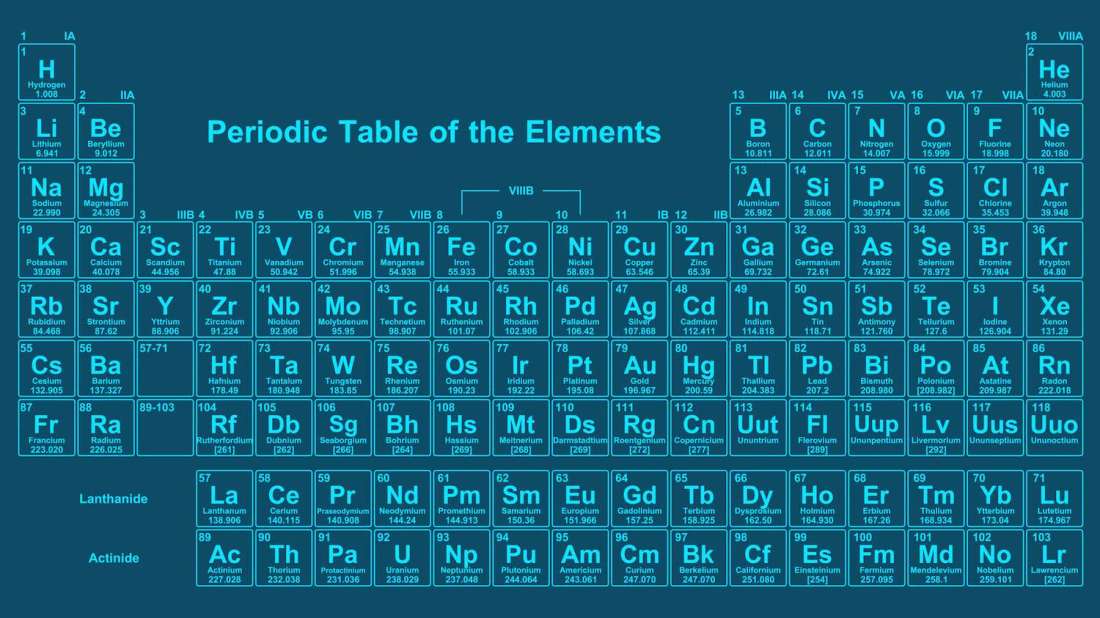 1 IA 18 VIIIA
1 2
H He
Hydrogen Helium
1.008 4.003
2 IIA 13 IIIA 14 IVA 15 VA 16 VIA 17 VIIA
3 4 5 6 7 8 9 10
Li Be Periodic Table of the Elements B C N O F Ne
Lithium Beryllium Boron Carbon Nitrogen Oxygen Fluorine Neon
6.941 9.012 10.811 12.011 14.007 15.999 18.998 20.180
11 12 13 14 15 16 17 18
Na Mg VIIIB Al Si P S Cl Ar
Sodium Magnesium Aluminium Silicon Phosphorus Sulfur Chlorine Argon
22.990 24.305 26.982 28.086 30.974 32.066 35.453 39.948
3 IIIB 4 IVB 5 VB 6 VIB 7 VIIB 8 9 10 11 IB 12 IIB
19 20 21 22 23 24 25 26 27 28 29 30 31 32 33 34 35 36
K Ca Sc Ti V Cr Mn Fe Co Ni Cu Zn Ga Ge As Se Br Kr
Potassium Calcium Scandium Titanium Vanadium Chromium Manganese Iron Cobalt Nickel Copper Zinc Gallium Germanium Arsenic Selenium Bromine Krypton
39.098 40.078 44.956 47.88 50.942 51.996 54.938 55.933 58.933 58.693 63.546 65.39 69.732 72.61 74.922 78.972 79.904 84.80
37 38 39 40 41 42 43 44 45 46 47 48 49 50 51 52 53 54
Rb Sr Y Zr Nb Mo Tc Ru Rh Pd Ag Cd In Sn Sb Te I Xe
Rubidium Strontium Yttrium Zirconium Niobium Molybdenum Technetium Ruthenium Rhodium Palladium Silver Cadmium Indium Tin Antimony Tellurium Iodine Xenon
84.468 87.62 88.906 91.224 92.906 95.95 98.907 101.07 102.906 106.42 107.868 112.411 114.818 118.71 121.760 127.6 126.904 131.29
55 56 57-71 72 73 74 75 76 77 78 79 80 81 82 83 84 85 86
Cs Ba Hf Ta W Re Os Ir Pt Au Hg Tl Pb Bi Po At Rn
Cesium Barium Hafnium Tantalum Tungsten Rhenium Osmium Iridium Platinum Gold Mercury Thallium Lead Bismuth Polonium Astatine Radon
132.905 137.327 178.49 180.948 183.85 186.207 190.23 192.22 195.08 196.967 200.59 204.383 207.2 208.980 [208.982] 209.987 222.018
87 88 89-103 104 105 106 107 108 109 110 111 112 113 114 115 116 117 118
Fr Ra Rf Db Sg Bh Hs Mt Ds Rg Cn Uut Fl Uup Lv Uus Uuo
Francium Radium Rutherfordium Dubnium Seaborgium Bohrium Hassium Meitnerium Darmstadtium Roentgenium Copernicium Ununtrium Flerovium Ununpentium Livermorium Ununseptium Ununoctium
223.020 226.025 [261] [262] [266] [264] [269] [268] [269] [272] [277] [289] [292]
57 58 59 60 61 62 63 64 65 66 67 68 69 70 71
Lanthanide La Ce Pr Nd Pm Sm Eu Gd Tb Dy Ho Er Tm Yb Lu
Lanthanum Cerium Praseodymium Neodymium Promethium Samarium Europium Gadolinium Terbium Dysprosium Holmium Erbium Thulium Ytterbium Lutetium
138.906 140.115 140.908 144.24 144.913 150.36 151.966 157.25 158.925 162.50 164.930 167.26 168.934 173.04 174.967
89 90 91 92 93 94 95 96 97 98 99 100 101 102 103
Actinide Ac Th Pa U Np Pu Am Cm Bk Cf Es Fm Md No Lr
Actinium Thorium Protactinium Uranium Neptunium Plutonium Americium Curium Berkelium Californium Einsteinium Fermium Mendelevium Nobelium Lawrencium
227.028 232.038 231.036 238.029 237.048 244.064 243.061 247.070 247.070 251.080 [254] 257.095 258.1 259.101 [262]